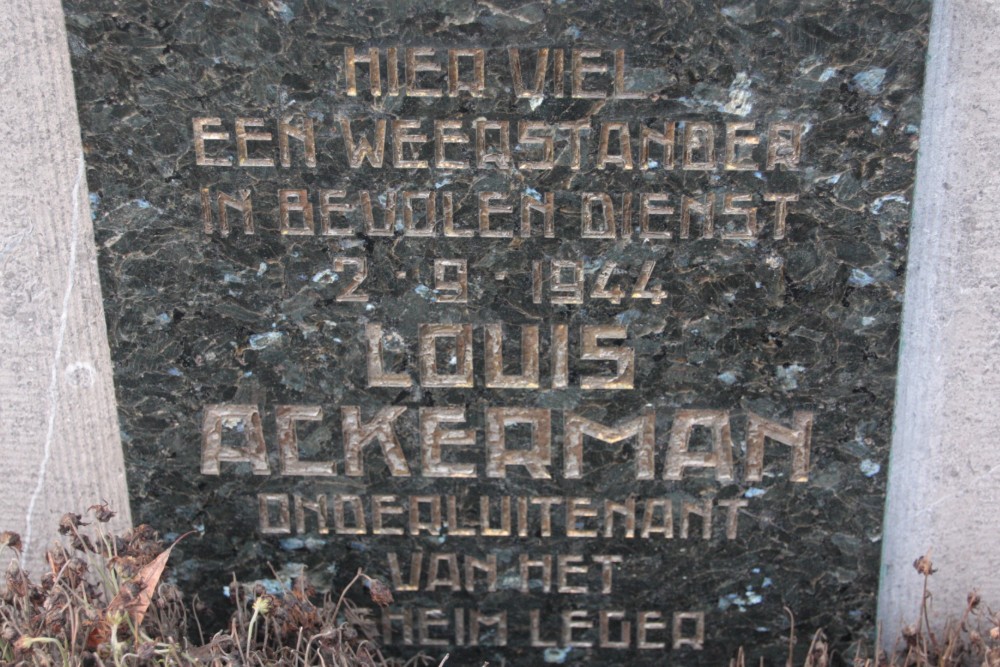 HIER VIEL
EEN WEERSTANDER
IN BEVOLEN DIENST
2·9·1944
LOUIS
ACKERMAN
ONDERLUITENANT
VAN HET
GEHEIM LEGER